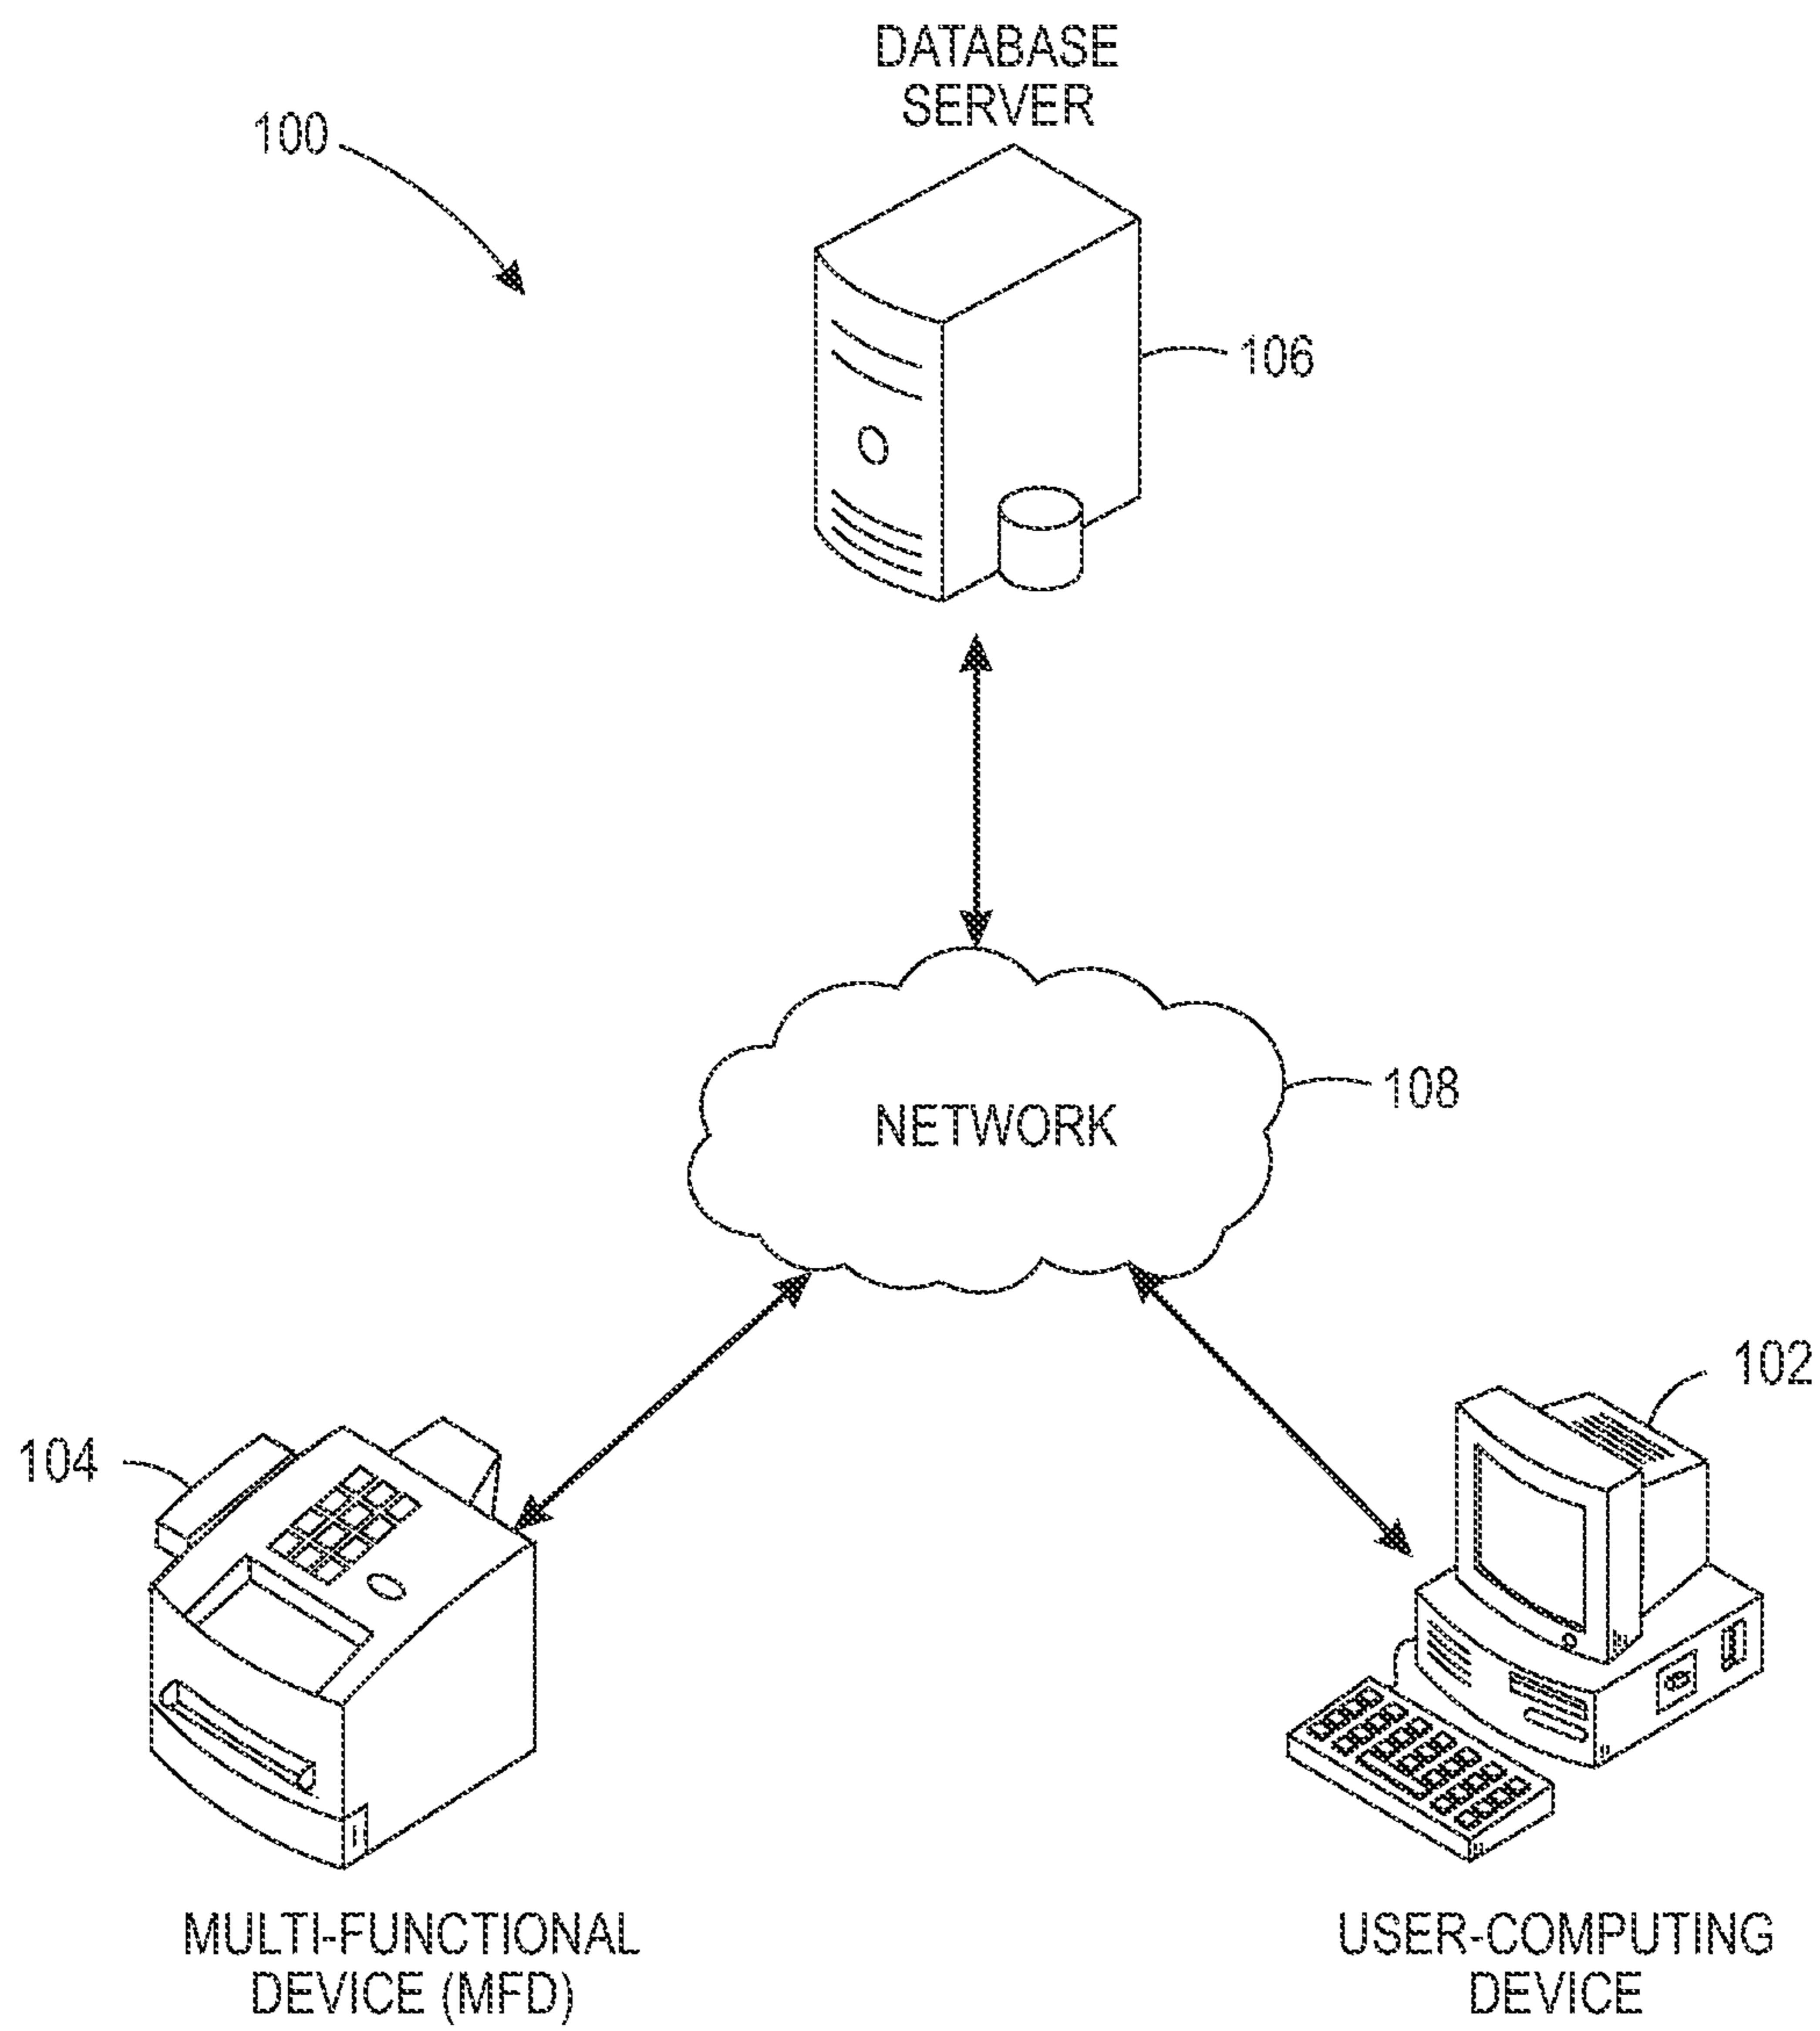 DATABASE
SERVER
100
106
NETWORK
108
102
104
MULTI-FUNCTIONAL
DEVICE (MFD)
USER-COMPUTING
DEVICE